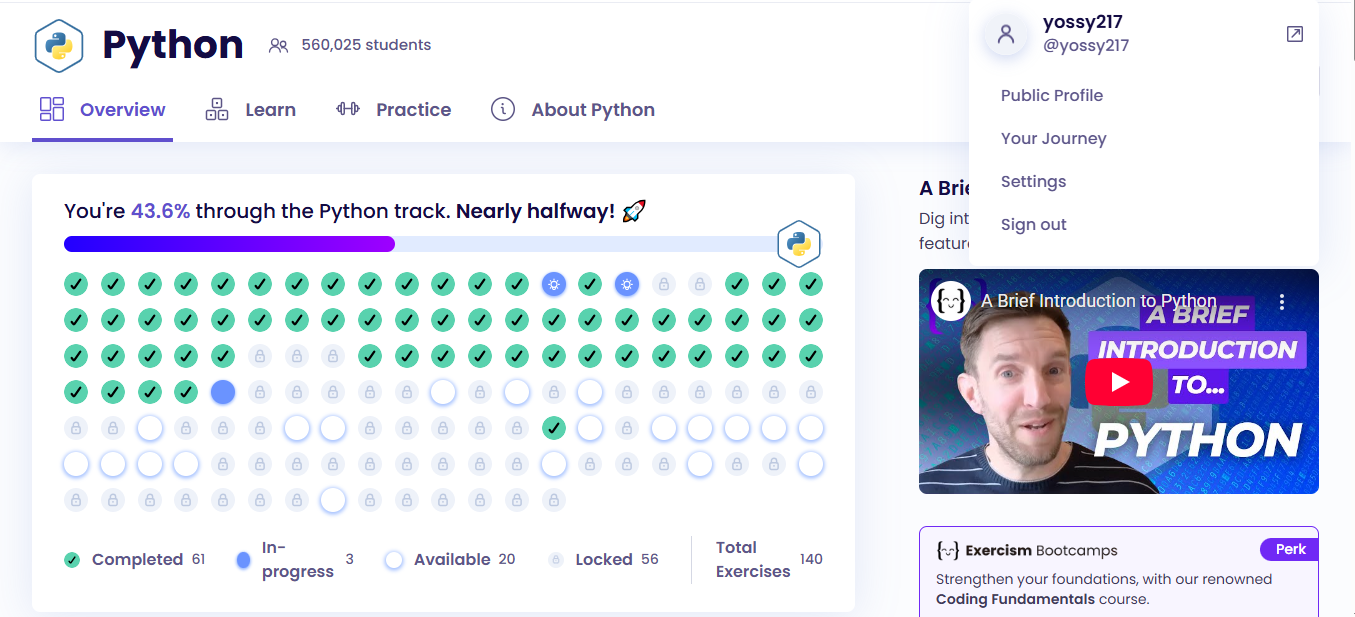 Python
560,025 students
yossy217
@yossy217
Public Profile
Your Journey
Settings
Sign out
Overview
Learn
Practice
About Python
You're 43.6% through the Python track. Nearly halfway! 🚀
Completed 61
In-
progress 3
Available 20
Locked 56
Total
Exercises 140
A Brie
Dig int
featur
A Brief Introduction to Python
A BRIEF
INTRODUCTION
TO...
PYTHON
Exercism Bootcamps
Perk
Strengthen your foundations, with our renowned
Coding Fundamentals course.